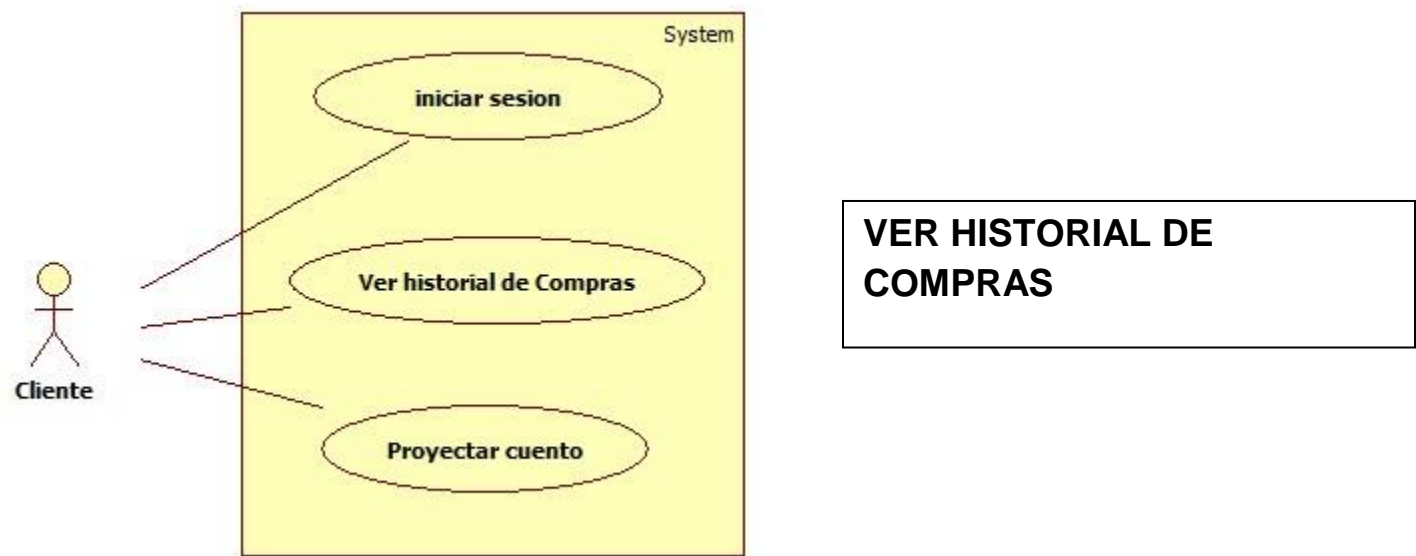 System
iniciar sesion
Ver historial de Compras
Cliente
Proyectar cuento
VER HISTORIAL DE
COMPRAS